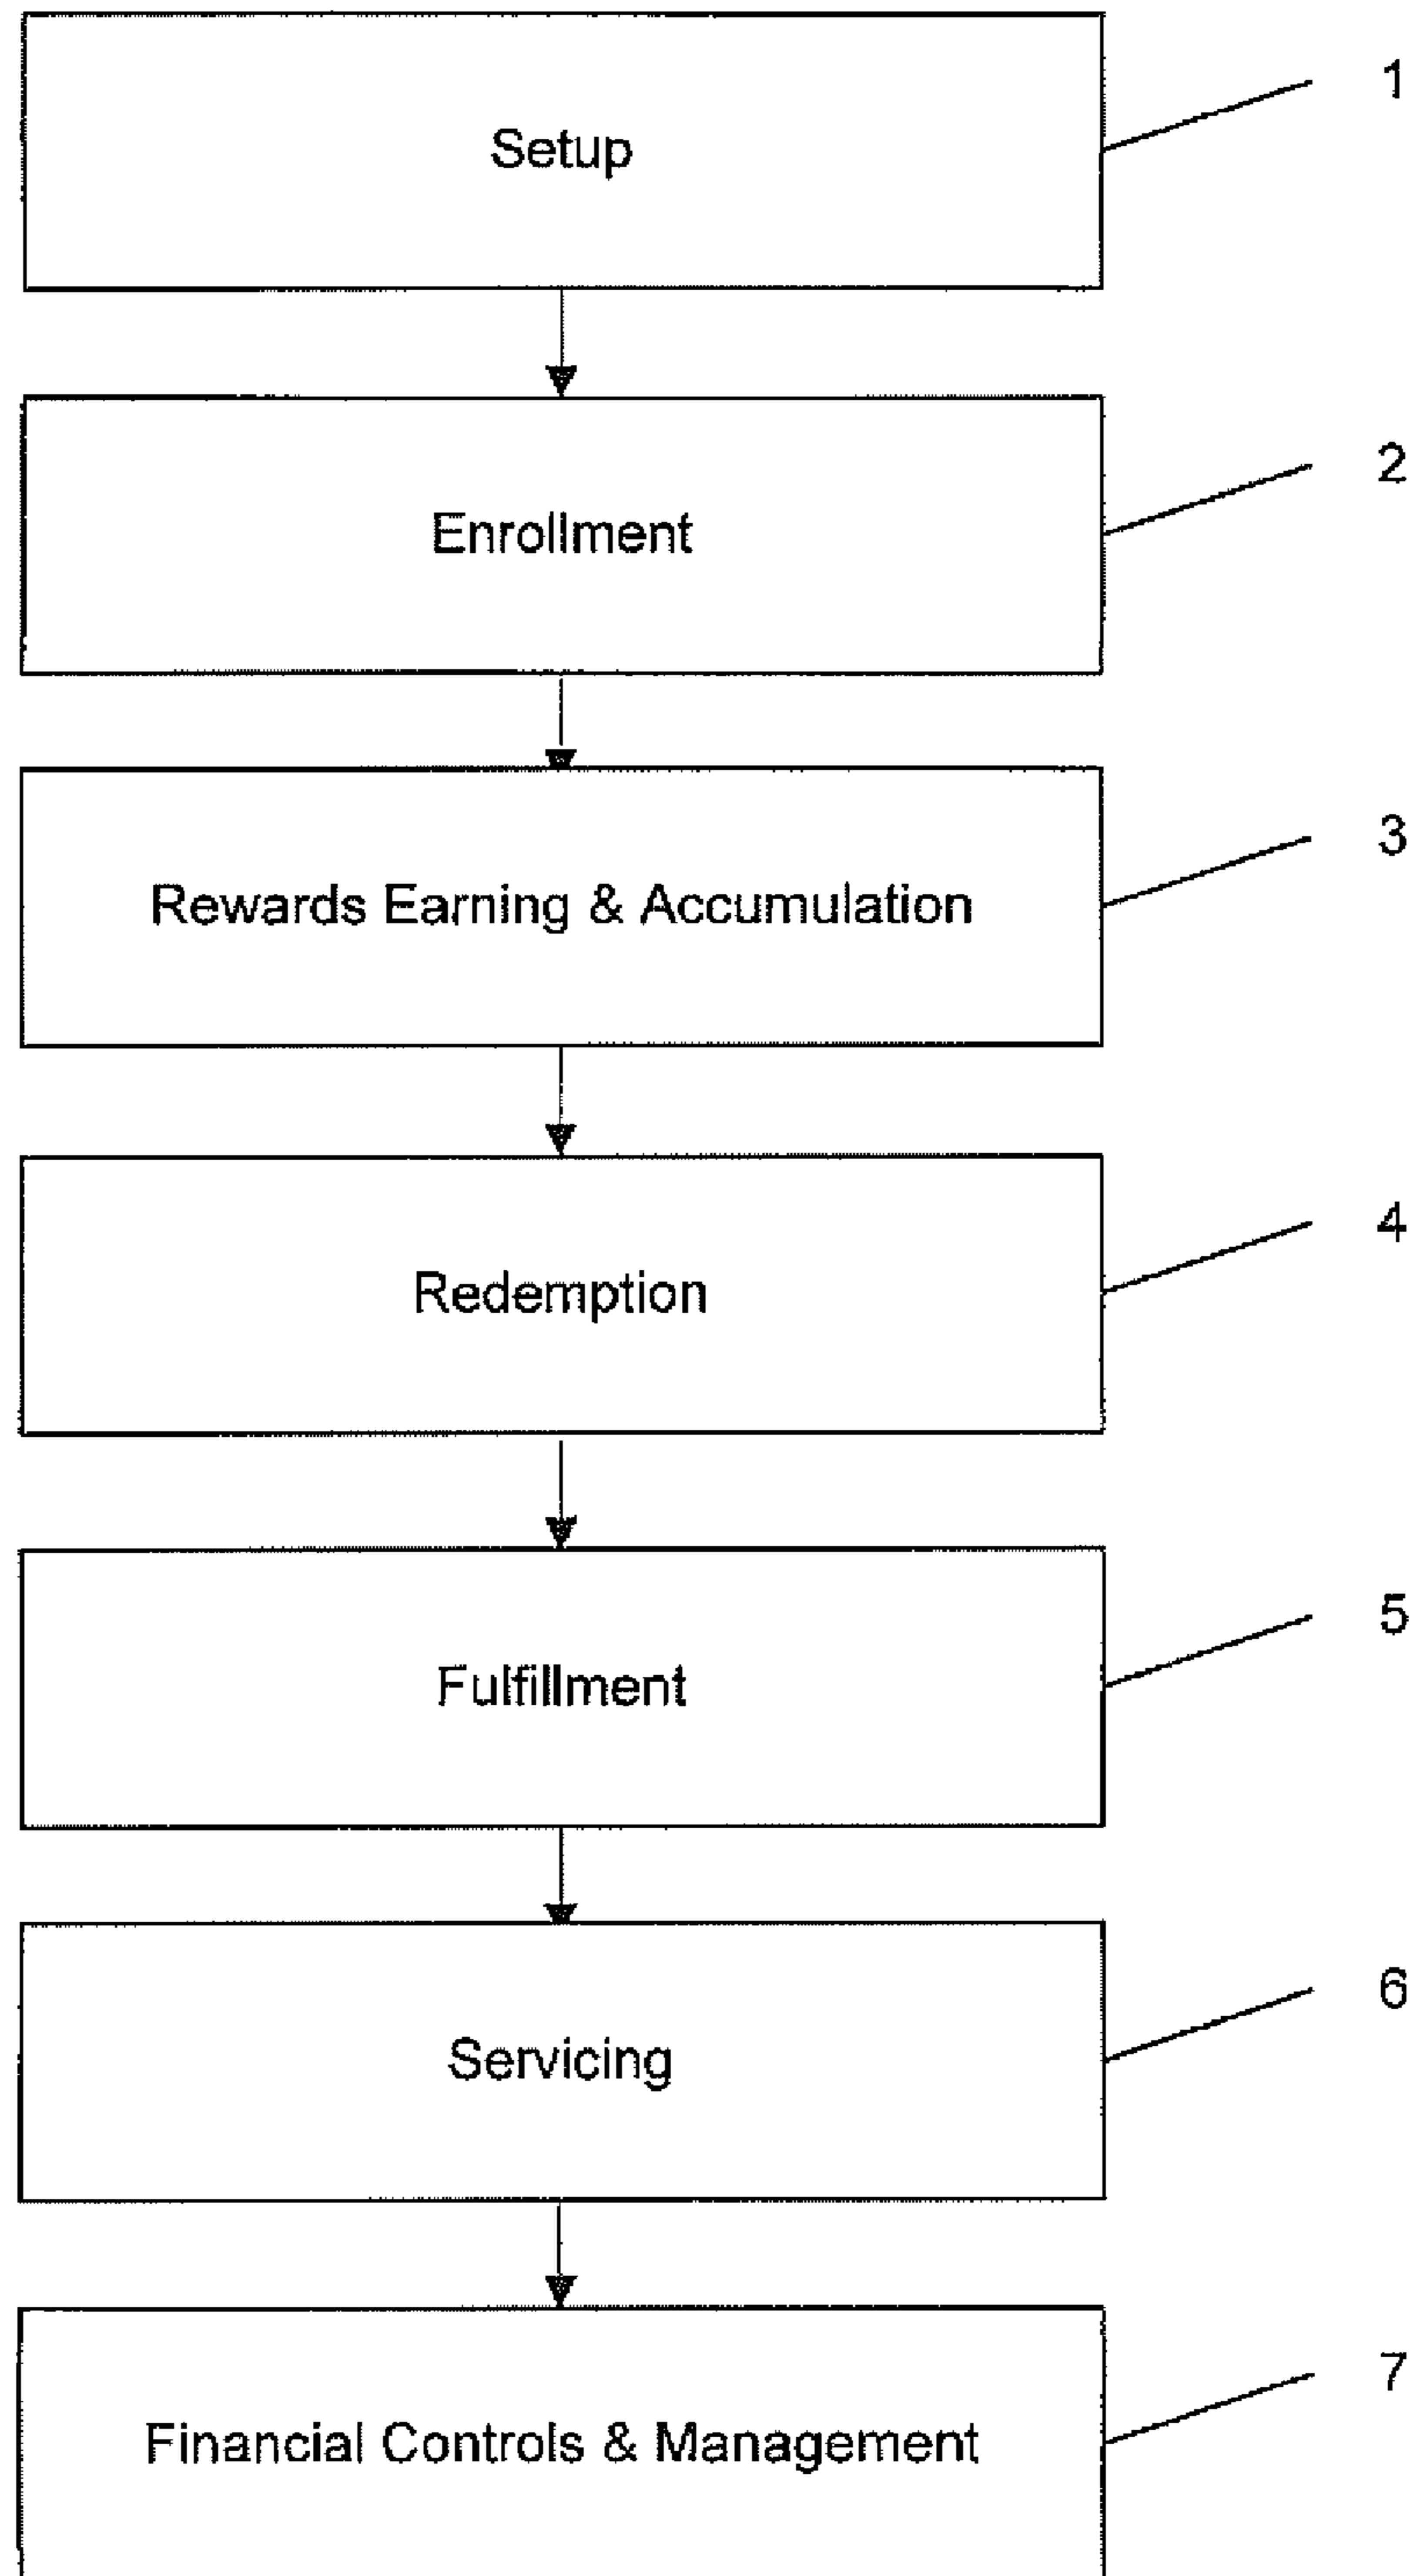 Setup
1
Enrollment
2
Rewards Earning & Accumulation
3
Redemption
4
Fulfillment
5
Servicing
6
Financial Controls & Management
7